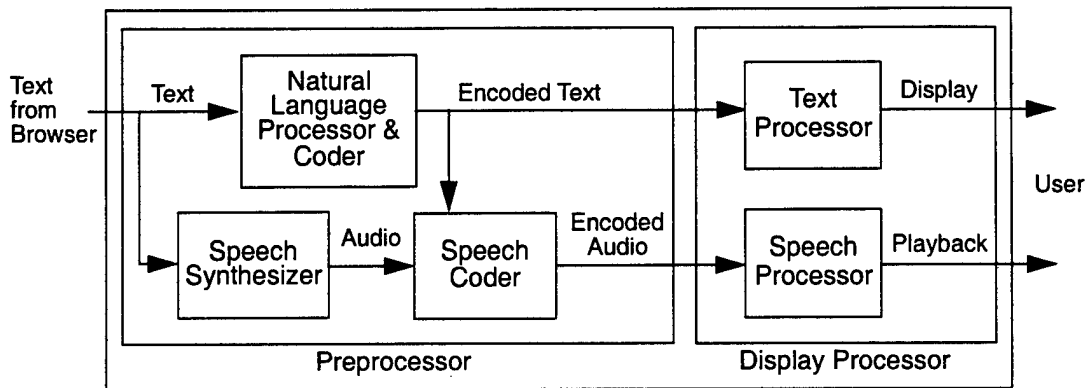 Text
from
Browser
Text
Natural
Language
Processor &
Coder
Encoded Text
Text
Processor
Display
User
Speech
Synthesizer
Audio
Speech
Coder
Encoded
Audio
Speech
Processor
Playback
Preprocessor
Display Processor